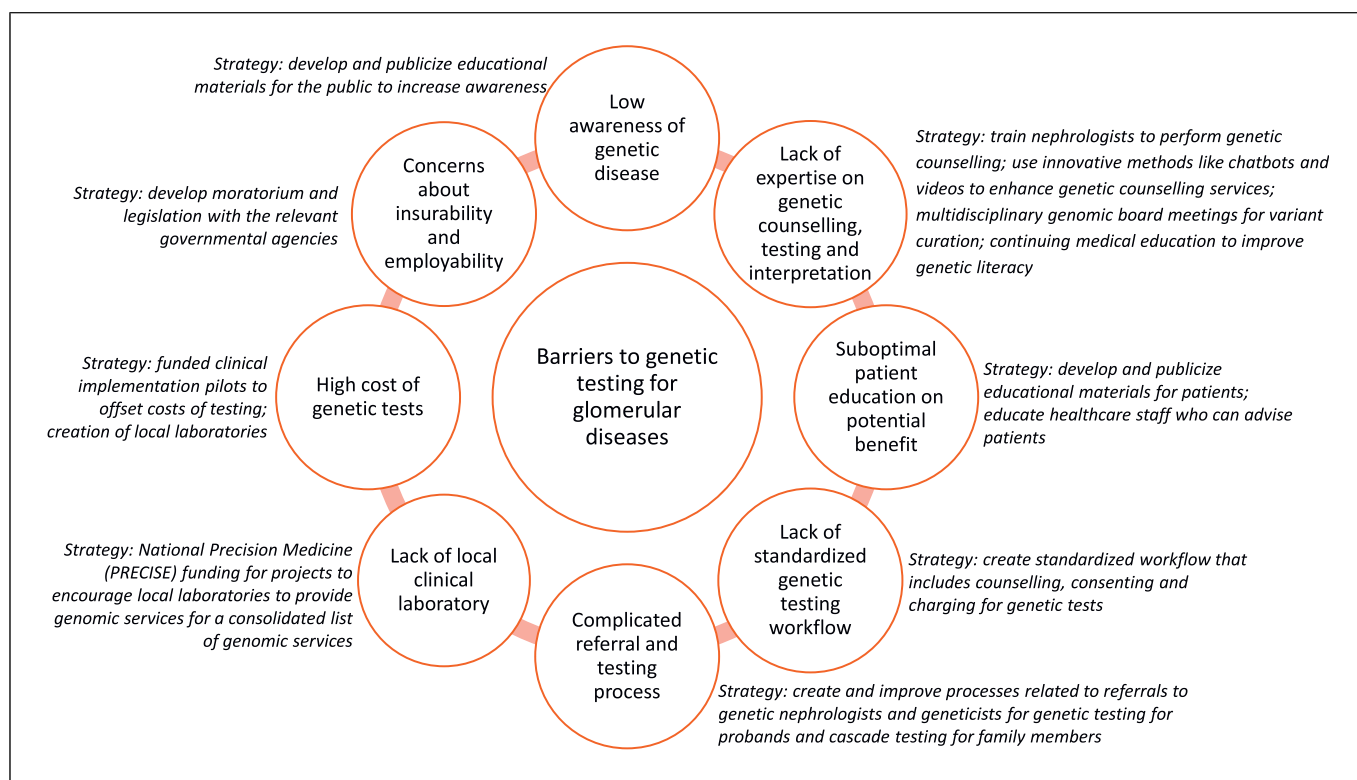 Strategy: develop and publicize educational
materials for the public to increase awareness
Low
awareness of
genetic
disease
Strategy: train nephrologists to perform genetic
counselling; use innovative methods like chatbots and
videos to enhance genetic counselling services;
multidisciplinary genomic board meetings for variant
curation; continuing medical education to improve
genetic literacy
Lack of
expertise on
genetic
counselling,
testing and
interpretation
Concerns
about
insurability
and
employability
Strategy: develop moratorium and
legislation with the relevant
governmental agencies
Barriers to genetic
testing for
glomerular
diseases
Suboptimal
patient
education on
potential
benefit
Strategy: develop and publicize
educational materials for patients;
educate healthcare staff who can advise
patients
High cost of
genetic tests
Strategy: funded clinical
implementation pilots to
offset costs of testing;
creation of local laboratories
Lack of
standardized
genetic
testing
workflow
Strategy: create standardized workflow that
includes counselling, consenting and
charging for genetic tests
Lack of local
clinical
laboratory
Strategy: National Precision Medicine
(PRECISE) funding for projects to
encourage local laboratories to provide
genomic services for a consolidated list
of genomic services
Complicated
referral and
testing
process
Strategy: create and improve processes related to referrals to
genetic nephrologists and geneticists for genetic testing for
probands and cascade testing for family members